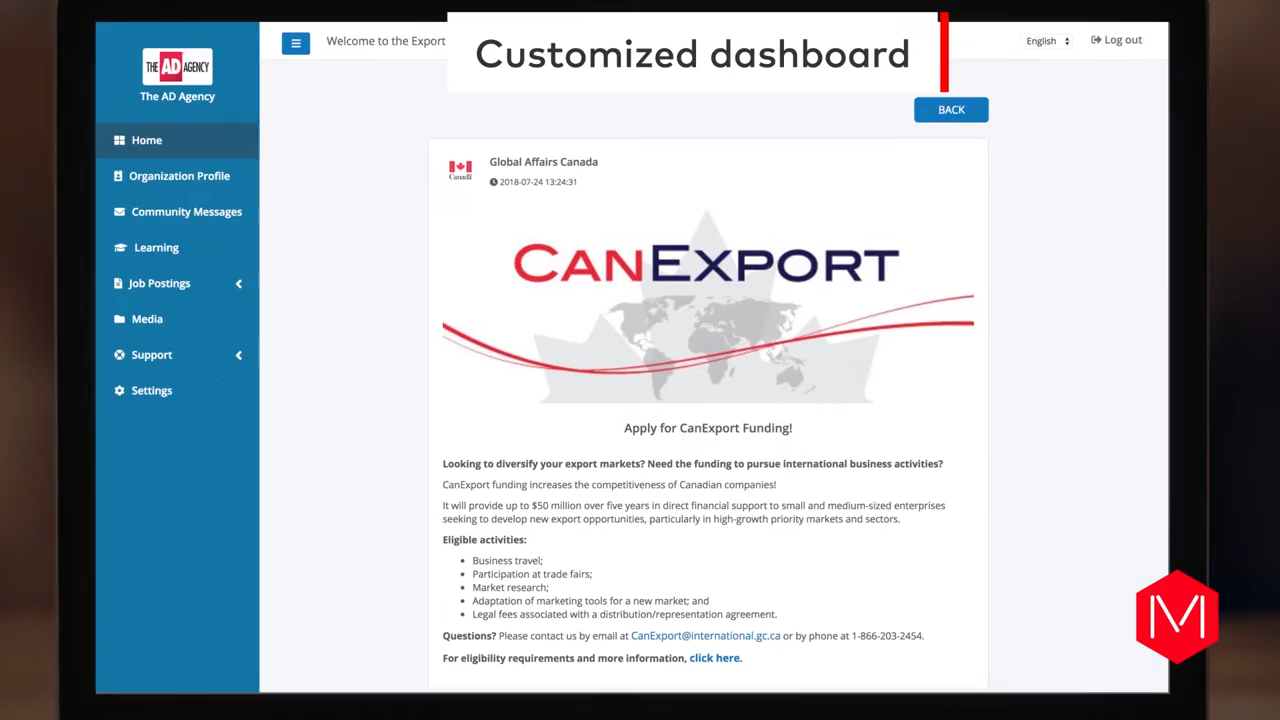 Customized dashboard
Welcome to the Export
English
Log out
THE AD AGENCY
The AD Agency
BACK
Home
Organization Profile
Community Messages
Learning
Job Postings
Media
Support
Settings
Global Affairs Canada
Canada
2018-07-24 13:24:31
CANEXPORT
Apply for CanExport Funding!
Looking to diversify your export markets? Need the funding to pursue international business activities?
CanExport funding increases the competitiveness of Canadian companies!
It will provide up to $50 million over five years in direct financial support to small and medium-sized enterprises
seeking to develop new export opportunities, particularly in high-growth priority markets and sectors.
Eligible activities:
• Business travel;
• Participation at trade fairs;
• Market research;
• Adaptation of marketing tools for a new market; and
• Legal fees associated with a distribution/representation agreement.
Questions? Please contact us by email at CanExport@international.gc.ca or by phone at 1-866-203-2454.
For eligibility requirements and more information, click here.
M